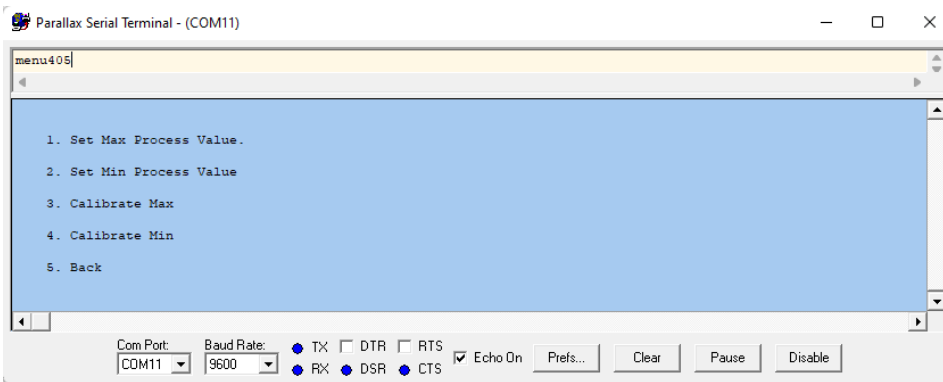 Parallax Serial Terminal - (COM11)
menu405
1. Set Max Process Value.
2. Set Min Process Value
3. Calibrate Max
4. Calibrate Min
5. Back
Com Port: Baud Rate: TX DTR RTS
COM11 9600 RX DSR CTS Echo On Prefs... Clear Pause Disable